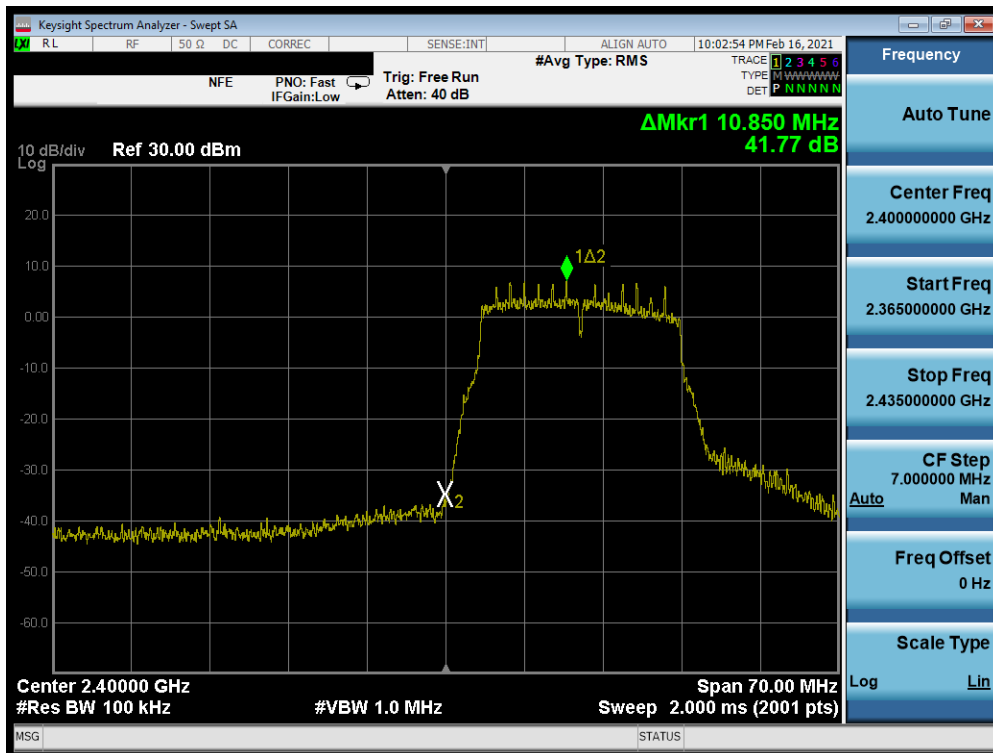 Keysight Spectrum Analyzer - Swept SA
LXI RL RF 50 Ω DC CORREC SENSE:INT ALIGN AUTO 10:02:54 PM Feb 16, 2021
NFE PNO: Fast Trig: Free Run #Avg Type: RMS TRACE 1 2 3 4 5 6
IFGain:Low Atten: 40 dB TYPE M W W W W W
DET P N N N N N
ΔMkr1 10.850 MHz
41.77 dB
10 dB/div Ref 30.00 dBm
Log
20.0
10.0
0.00
-10.0
-20.0
-30.0
-40.0
-50.0
-60.0
1Δ2
X2
Center 2.40000 GHz Span 70.00 MHz
#Res BW 100 kHz #VBW 1.0 MHz Sweep 2.000 ms (2001 pts)
MSG STATUS
Frequency
Auto Tune
Center Freq
2.400000000 GHz
Start Freq
2.365000000 GHz
Stop Freq
2.435000000 GHz
CF Step
7.000000 MHz
Auto Man
Freq Offset
0 Hz
Scale Type
Log Lin